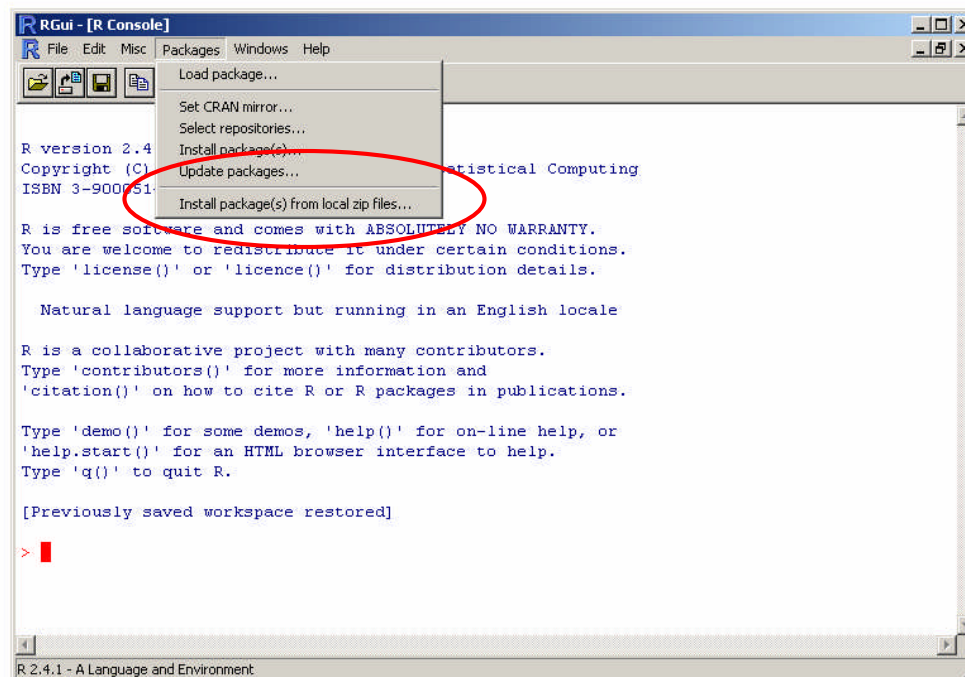 RGui - [R Console]
File Edit Misc Packages Windows Help
Load package...
Set CRAN mirror...
Select repositories...
Install package(s)...
Update packages...
Install package(s) from local zip files...
R version 2.4
Copyright (C) atistical Computing
ISBN 3-900051-
R is free software and comes with ABSOLUTELY NO WARRANTY.
You are welcome to redistribute it under certain conditions.
Type 'license()' or 'licence()' for distribution details.
Natural language support but running in an English locale
R is a collaborative project with many contributors.
Type 'contributors()' for more information and
'citation()' on how to cite R or R packages in publications.
Type 'demo()' for some demos, 'help()' for on-line help, or
'help.start()' for an HTML browser interface to help.
Type 'q()' to quit R.
[Previously saved workspace restored]
>
R 2.4.1 - A Language and Environment